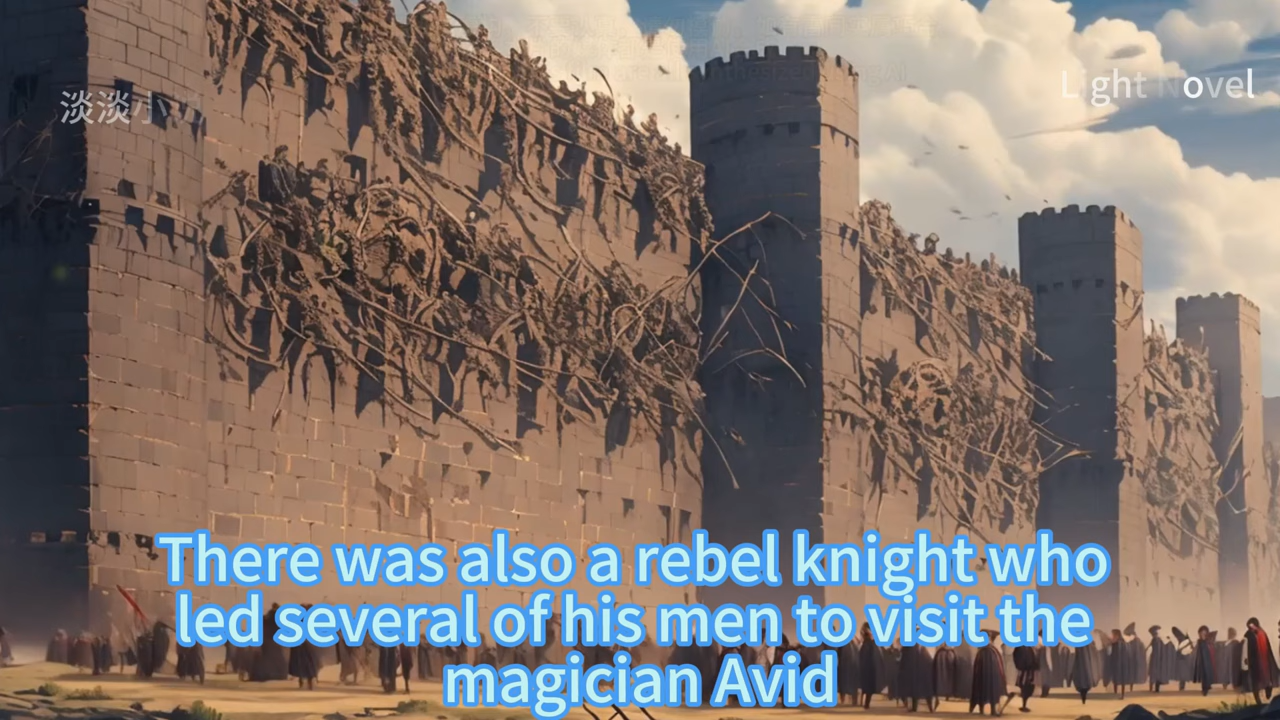 淡淡小
Light Novel
There was also a rebel knight who
led several of his men to visit the
magician Avid